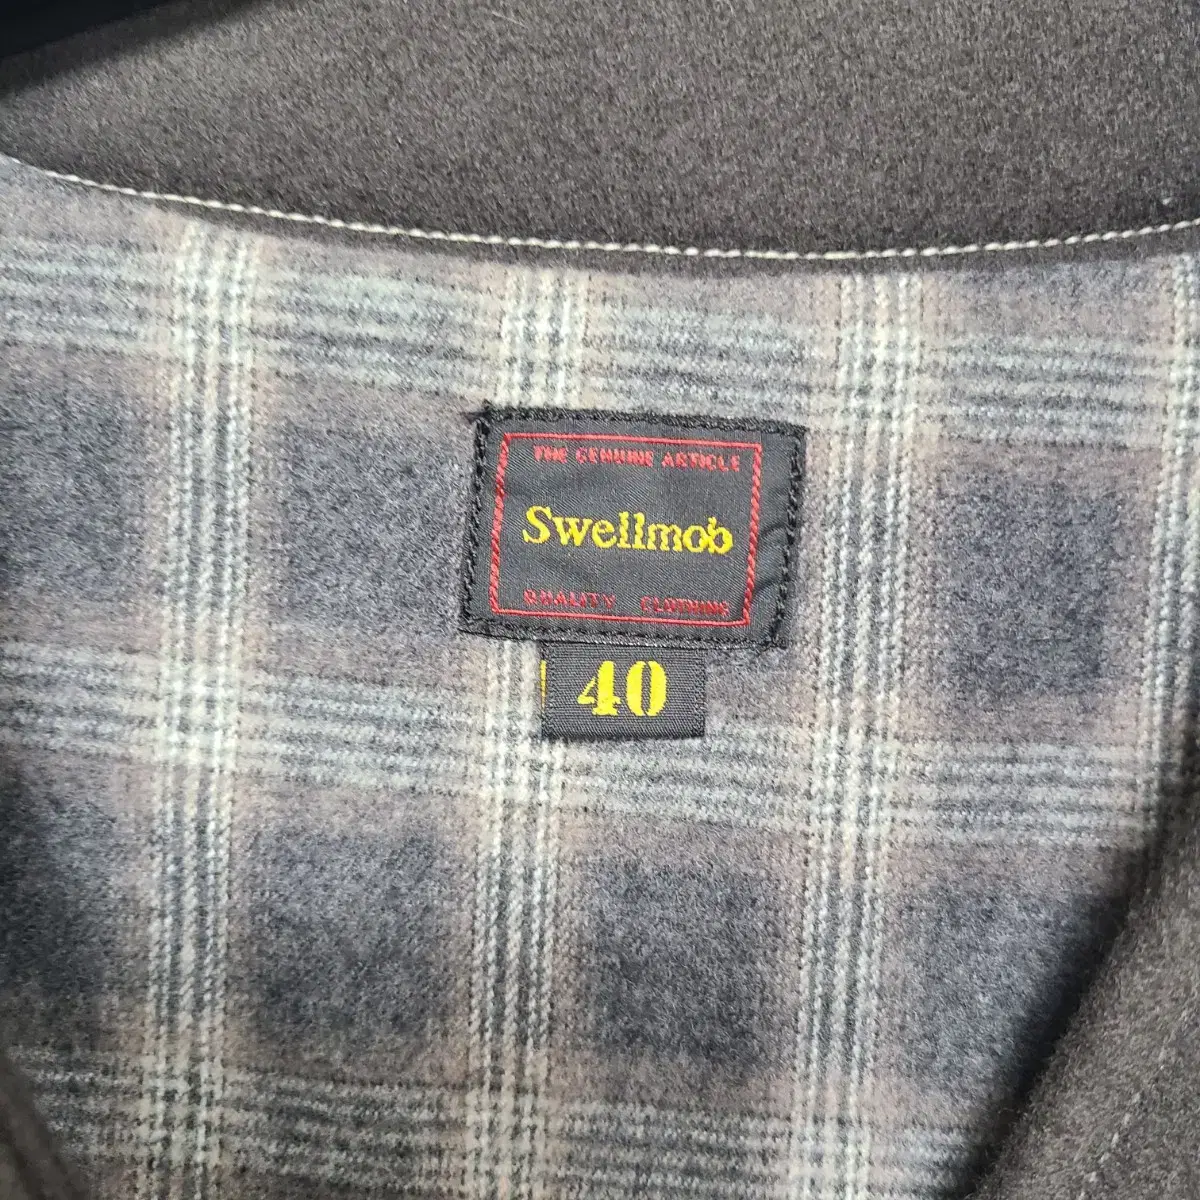 THE GENUINE ARTICLE
Swellmob
QUALITY CLOTHING
40